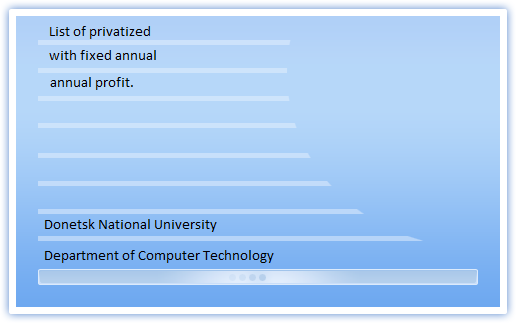 List of privatized
with fixed annual
annual profit.
Donetsk National University
Department of Computer Technology